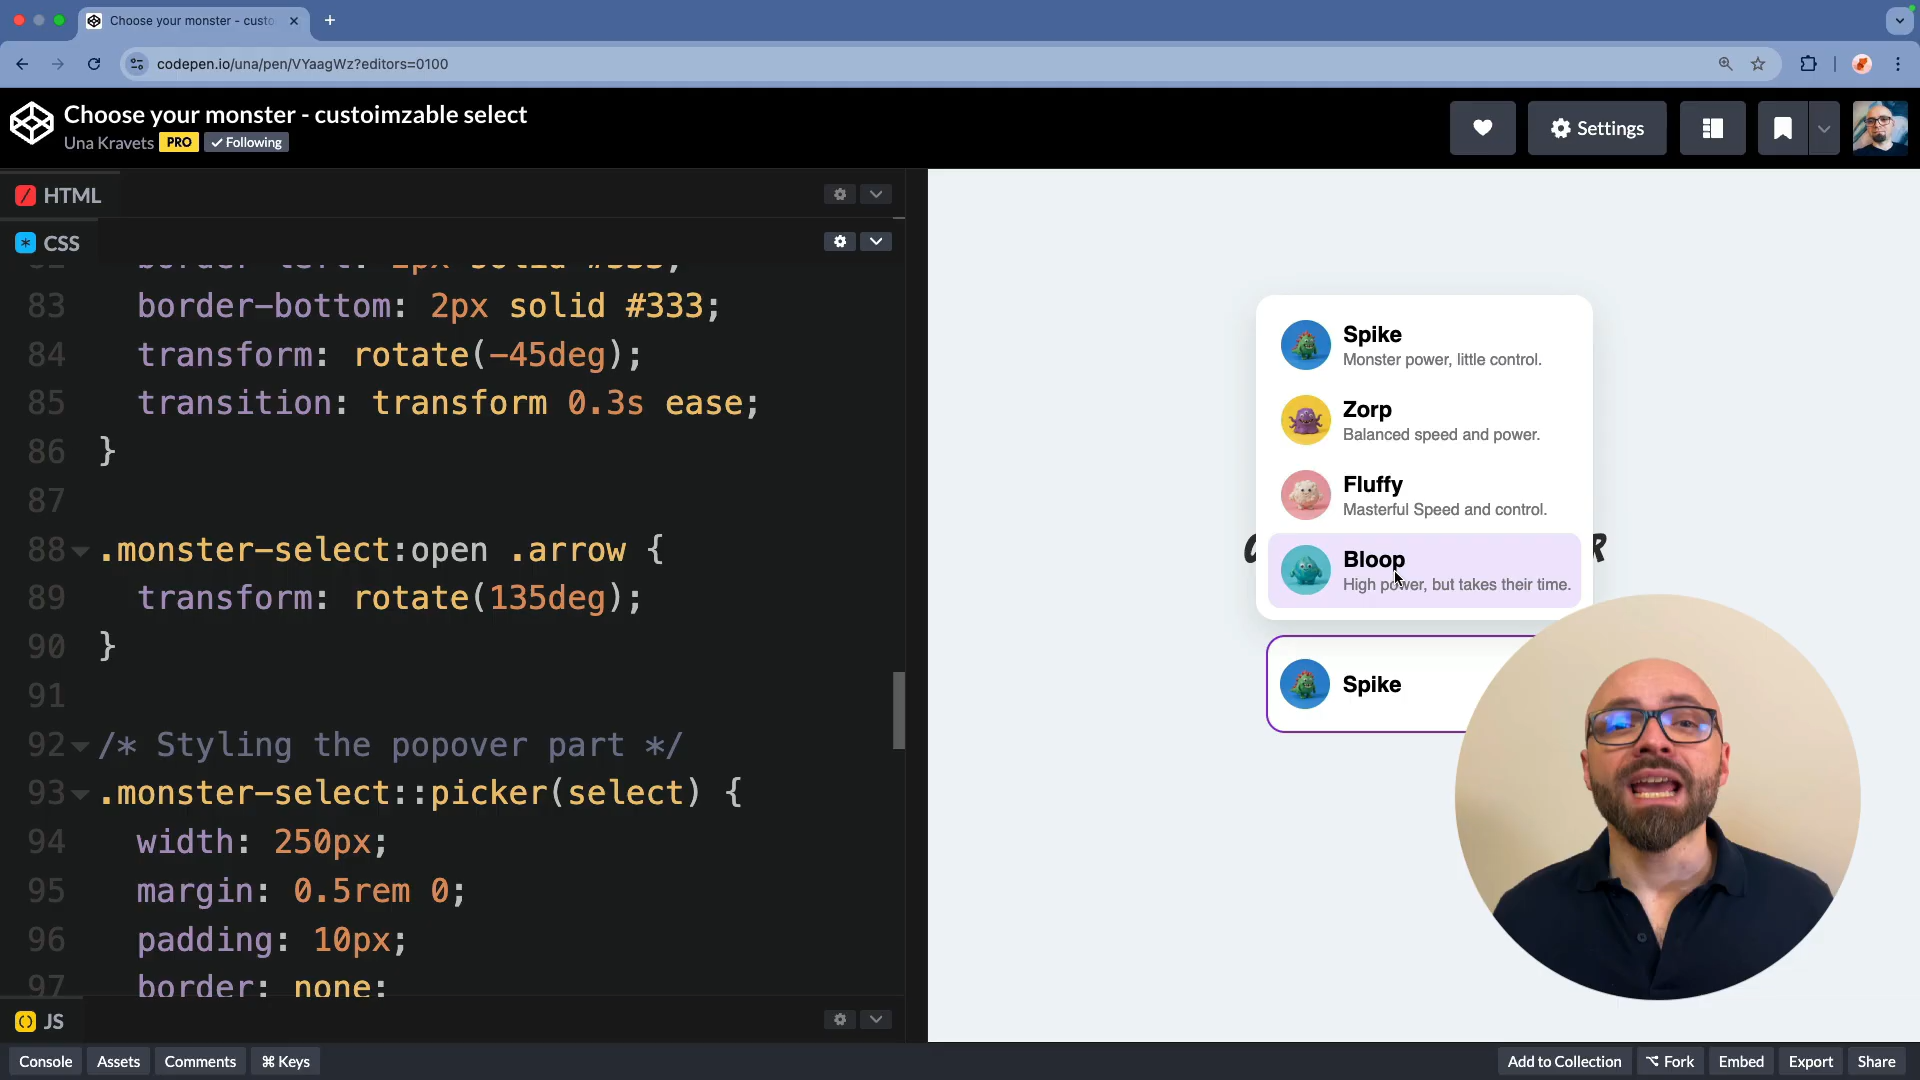 Choose your monster - custo
codepen.io/una/pen/VYaagWz?editors=0100
Choose your monster - custoimzable select
Una Kravets PRO ✓ Following
Settings
HTML
CSS
83 border-bottom: 2px solid #333;
84 transform: rotate(-45deg);
85 transition: transform 0.3s ease;
86 }
87
88 .monster-select:open .arrow {
89 transform: rotate(135deg);
90 }
91
92 /* Styling the popover part */
93 .monster-select::picker(select) {
94 width: 250px;
95 margin: 0.5rem 0;
96 padding: 10px;
97 border: none;
JS
Spike
Monster power, little control.
Zorp
Balanced speed and power.
Fluffy
Masterful Speed and control.
Bloop
High power, but takes their time.
Spike
Console Assets Comments ⌘ Keys
Add to Collection Fork Embed Export Share